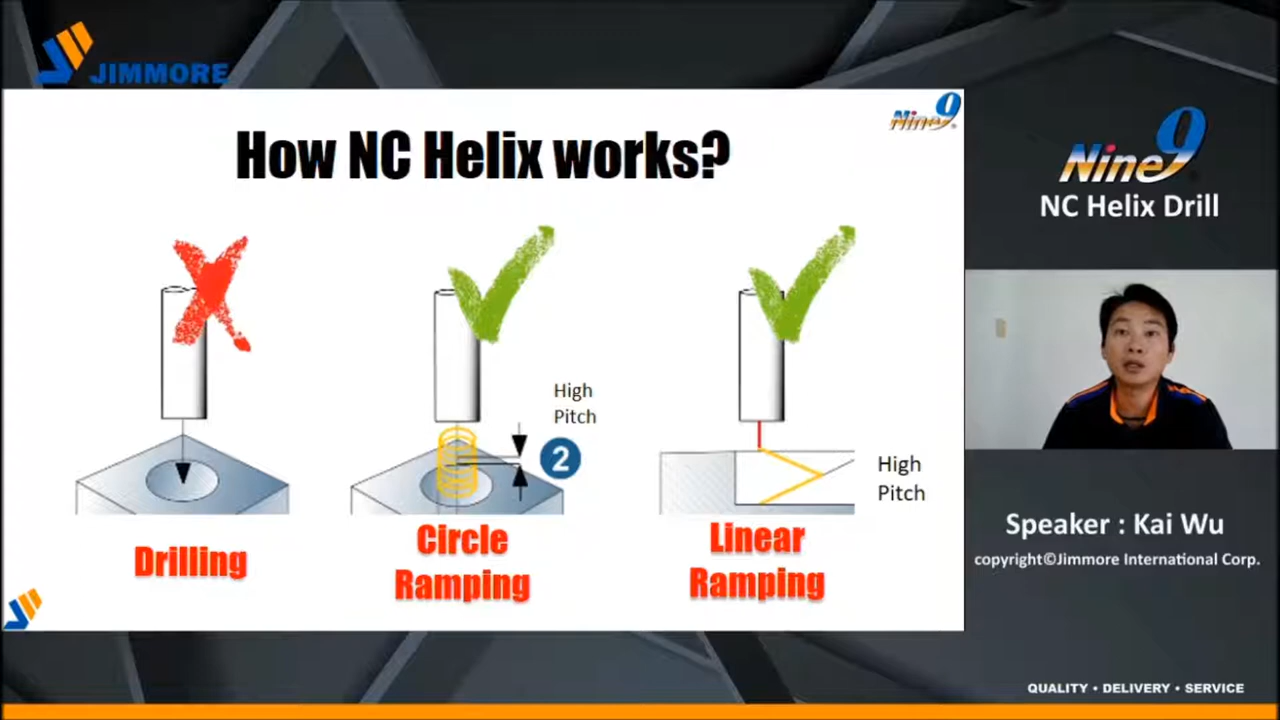 JIMMORE
Nine9
How NC Helix works?
High
Pitch
2
High
Pitch
Drilling
Circle
Ramping
Linear
Ramping
Nine9
NC Helix Drill
Speaker : Kai Wu
copyright©Jimmore International Corp.
QUALITY • DELIVERY • SERVICE